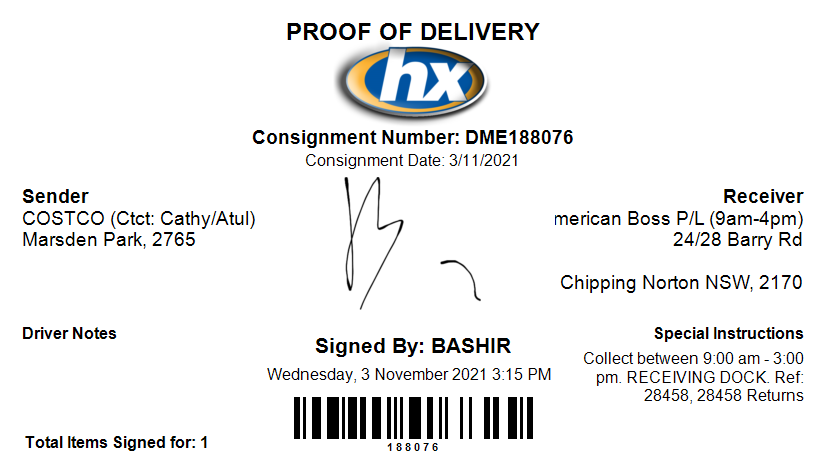 PROOF OF DELIVERY
hx
Consignment Number: DME188076
Consignment Date: 3/11/2021
Sender
COSTCO (Ctct: Cathy/Atul)
Marsden Park, 2765
Receiver
merican Boss P/L (9am-4pm)
24/28 Barry Rd
Chipping Norton NSW, 2170
Driver Notes
Signed By: BASHIR
Wednesday, 3 November 2021 3:15 PM
188076
Special Instructions
Collect between 9:00 am - 3:00
pm. RECEIVING DOCK. Ref:
28458, 28458 Returns
Total Items Signed for: 1